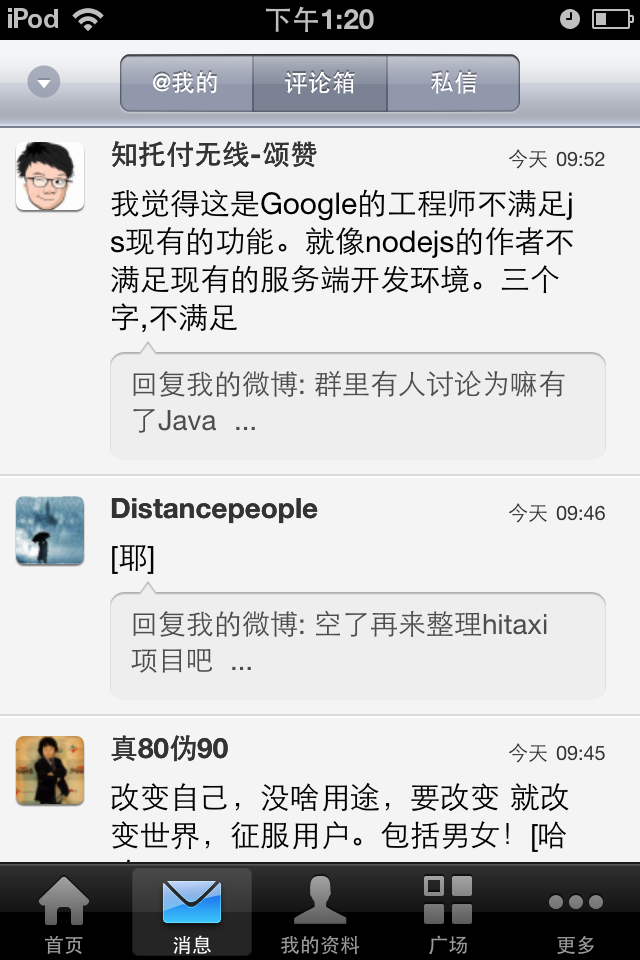 iPod 下午1:20
@我的 评论箱 私信
知托付无线-颂赞 今天 09:52
我觉得这是Google的工程师不满足j
s现有的功能。就像nodejs的作者不
满足现有的服务端开发环境。三个
字,不满足
回复我的微博: 群里有人讨论为嘛有
了Java ...
Distancepeople 今天 09:46
[耶]
回复我的微博: 空了再来整理hitaxi
项目吧 ...
真80伪90 今天 09:45
改变自己，没啥用途，要改变 就改
变世界，征服用户。包括男女！[哈
首页 消息 我的资料 广场 更多